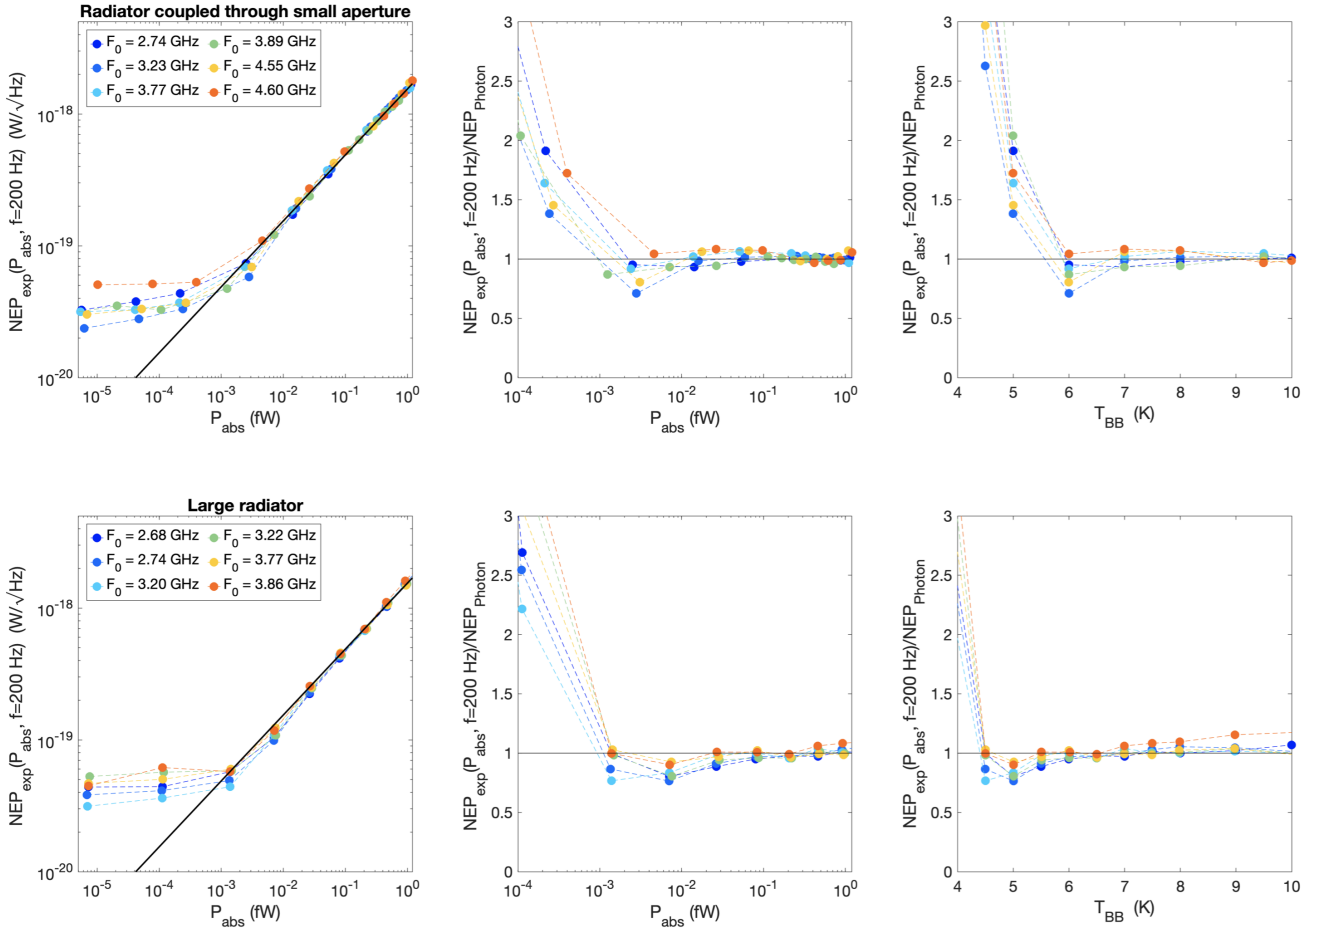 Radiator coupled through small aperture
F0 = 2.74 GHz F0 = 3.89 GHz
F0 = 3.23 GHz F0 = 4.55 GHz
F0 = 3.77 GHz F0 = 4.60 GHz
NEPexp(Pabs, f=200 Hz) (W/√Hz)
10-18
10-19
10-20
10-5 10-4 10-3 10-2 10-1 100
Pabs (fW)
NEPexp(Pabs, f=200 Hz)/NEPPhoton
3
2.5
2
1.5
1
0.5
0
10-4 10-3 10-2 10-1 100
Pabs (fW)
NEPexp(Pabs, f=200 Hz)/NEPPhoton
3
2.5
2
1.5
1
0.5
0
4 5 6 7 8 9 10
TBB (K)
Large radiator
F0 = 2.68 GHz F0 = 3.22 GHz
F0 = 2.74 GHz F0 = 3.77 GHz
F0 = 3.20 GHz F0 = 3.86 GHz
NEPexp(Pabs, f=200 Hz) (W/√Hz)
10-18
10-19
10-20
10-5 10-4 10-3 10-2 10-1 100
Pabs (fW)
NEPexp(Pabs, f=200 Hz)/NEPPhoton
3
2.5
2
1.5
1
0.5
0
10-4 10-3 10-2 10-1 100
Pabs (fW)
NEPexp(Pabs, f=200 Hz)/NEPPhoton
3
2.5
2
1.5
1
0.5
0
4 5 6 7 8 9 10
TBB (K)